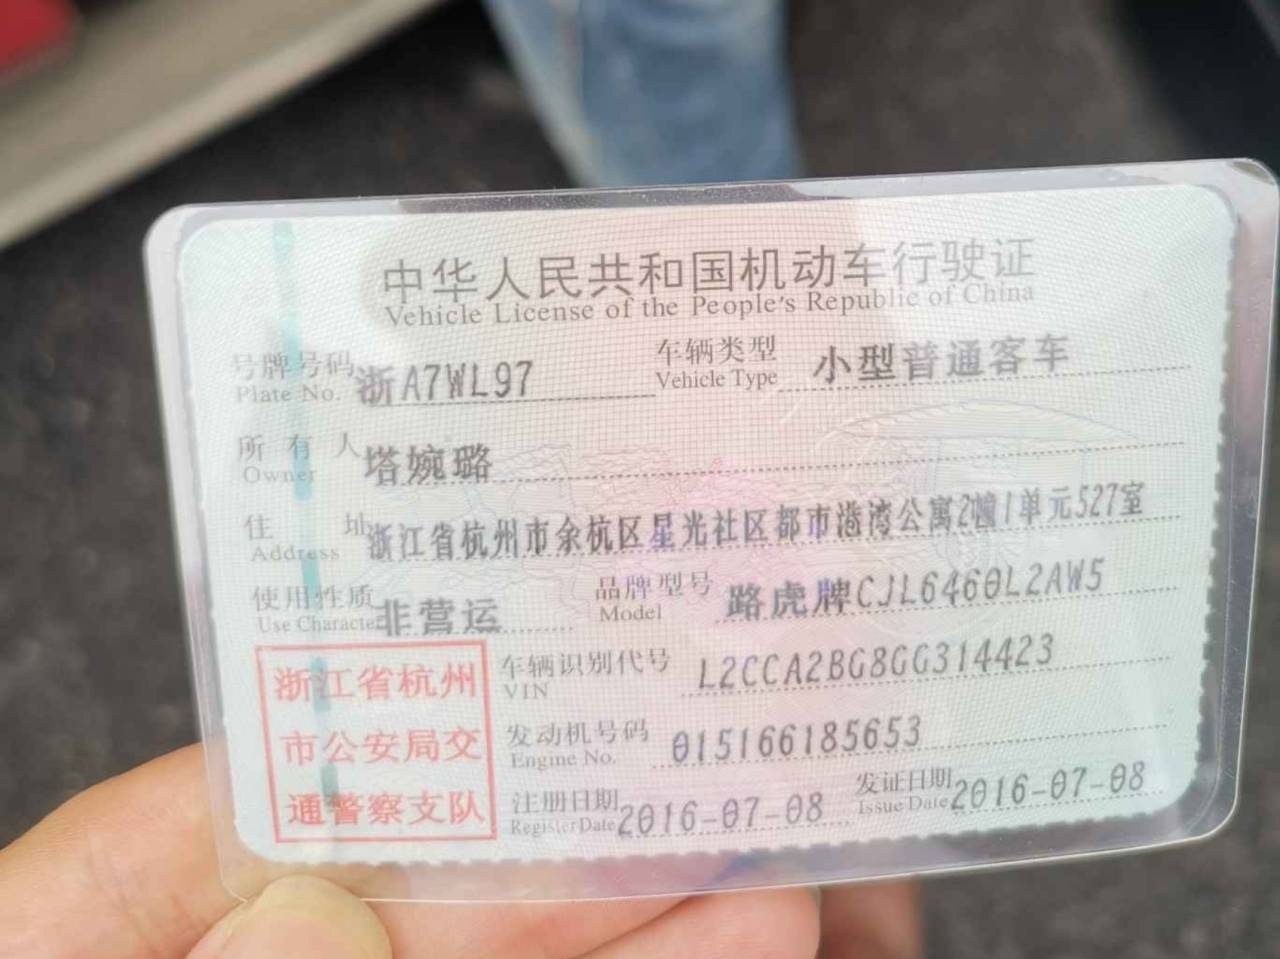 中华人民共和国机动车行驶证
Vehicle License of the People's Republic of China
号牌号码 浙A7WL97 车辆类型 小型普通客车
Plate No. Vehicle Type
所有人 塔婉璐
Owner
住址 浙江省杭州市余杭区星光社区都市港湾公寓2幢1单元527室
Address
使用性质 非营运 品牌型号 路虎牌CJL6460L2AW5
Use Character Model
浙江省杭州
市公安局交
通警察支队
车辆识别代号 L2CCA2BG8GG314423
VIN
发动机号码 015166185653
Engine No.
注册日期 2016-07-08 发证日期 2016-07-08
Register Date Issue Date